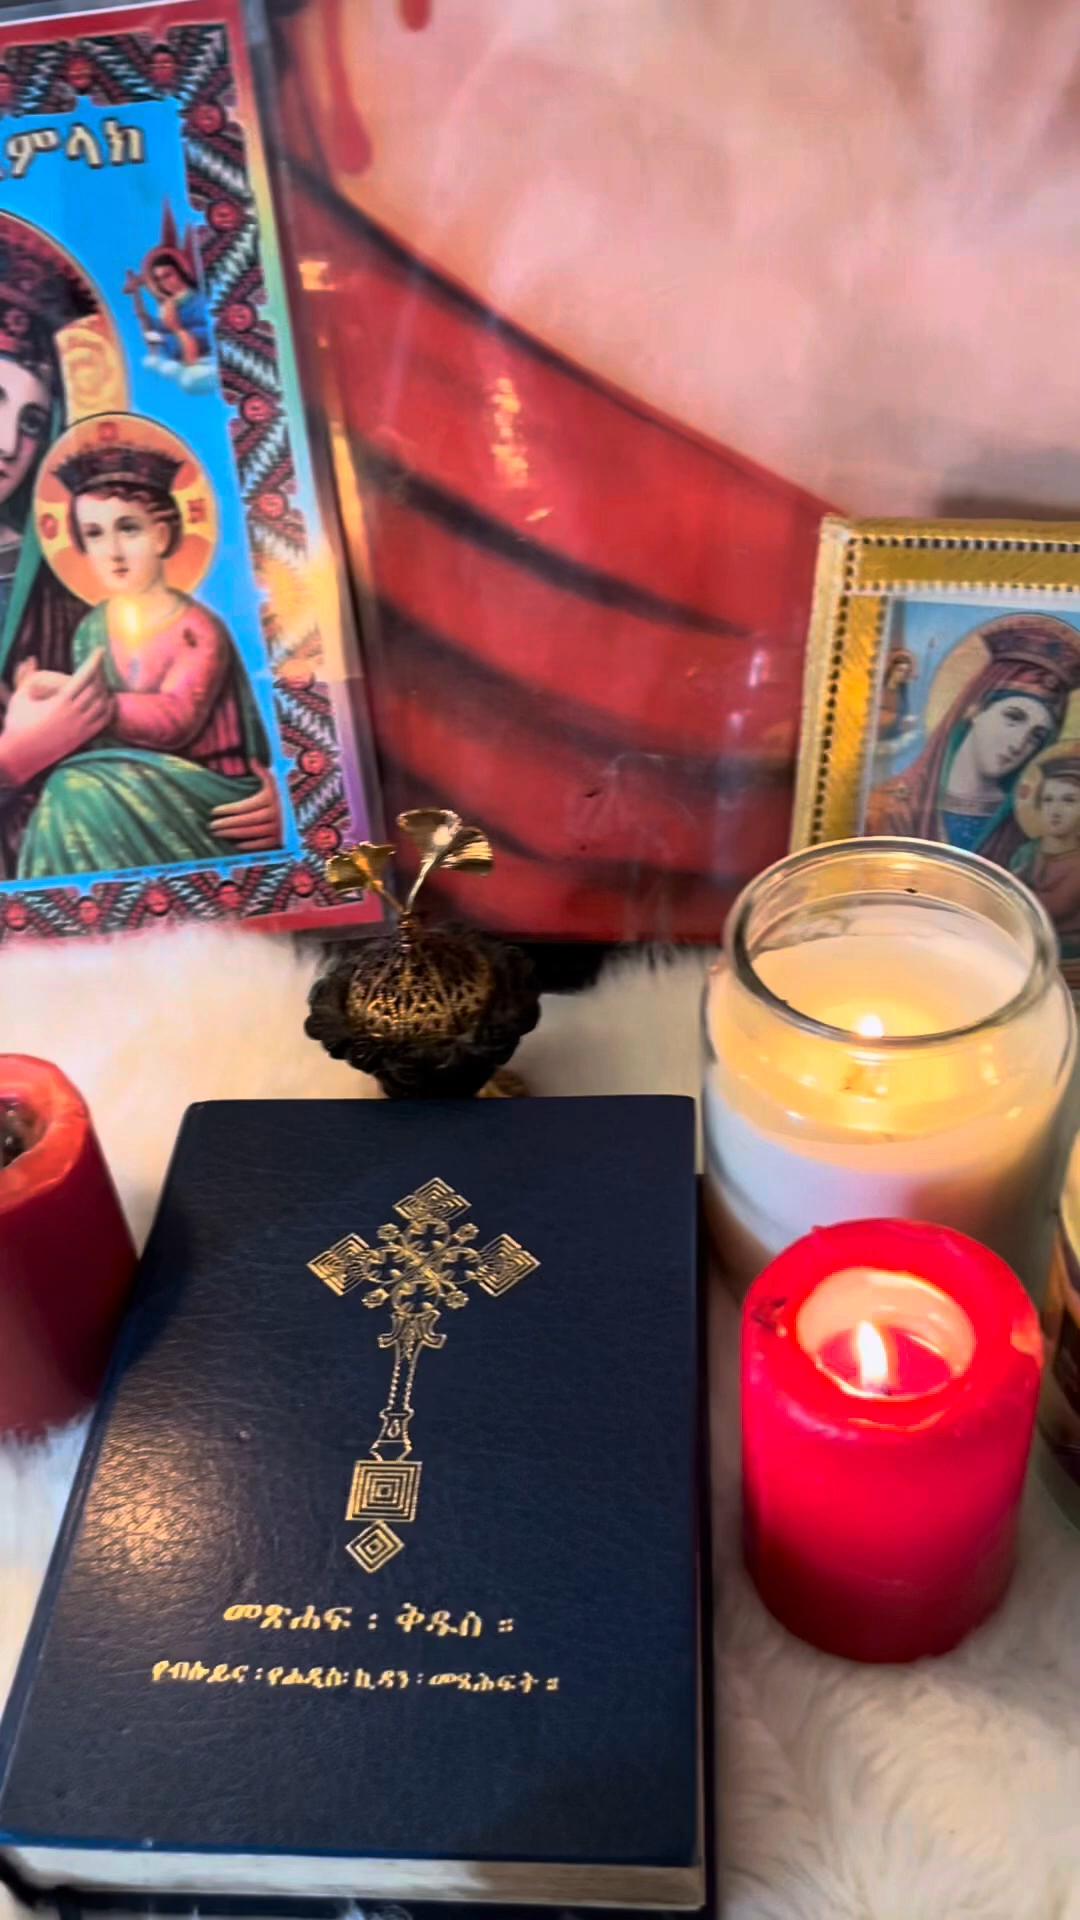 ምላክ
መጽሐፍ ፡ ቅዱስ ።
የብሉይና ፡ የሐዲስ ፡ ኪዳን ፡ መጻሕፍት ።